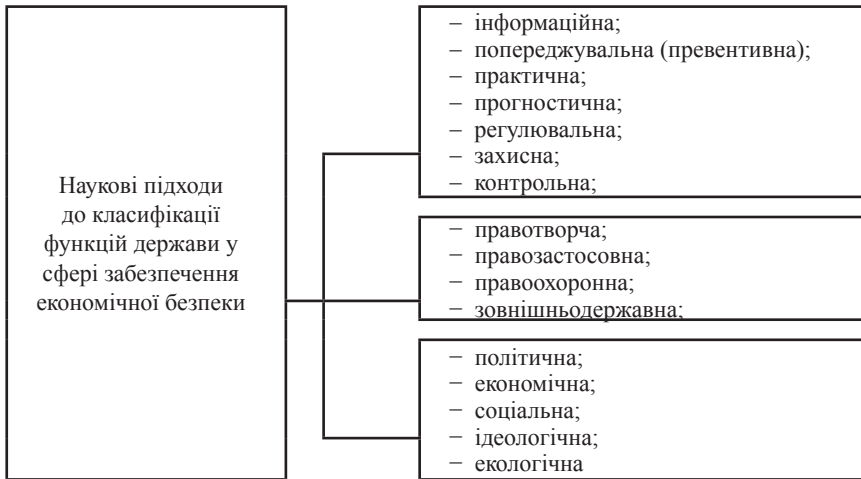 Наукові підходи
до класифікації
функцій держави у
сфері забезпечення
економічної безпеки
− інформаційна;
− попереджувальна (превентивна);
− практична;
− прогностична;
− регулювальна;
− захисна;
− контрольна;
− правотворча;
− правозастосовна;
− правоохоронна;
− зовнішньодержавна;
− політична;
− економічна;
− соціальна;
− ідеологічна;
− екологічна